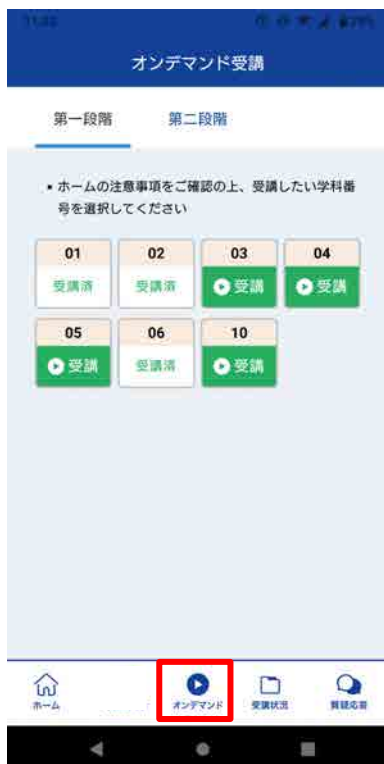 オンデマンド受講
第一段階 第二段階
• ホームの注意事項をご確認の上、受講したい学科番
号を選択してください
01 02 03 04
受講済 受講済 受講 受講
05 06 10
受講 受講済 受講
ホーム オンデマンド 受講状況 質疑応答